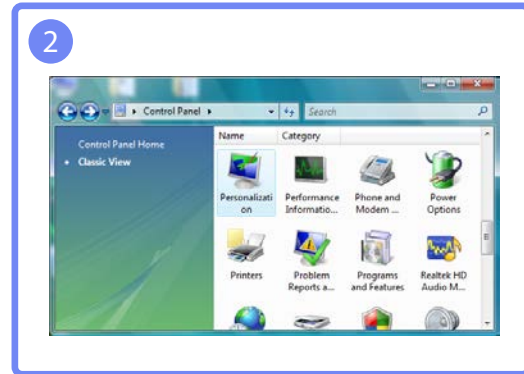 2
Control Panel
Search
Control Panel Home
Classic View
Name Category
Personalizati
on
Performance
Informatio...
Phone and
Modem ...
Power
Options
Printers
Problem
Reports a...
Programs
and Features
Realtek HD
Audio M...